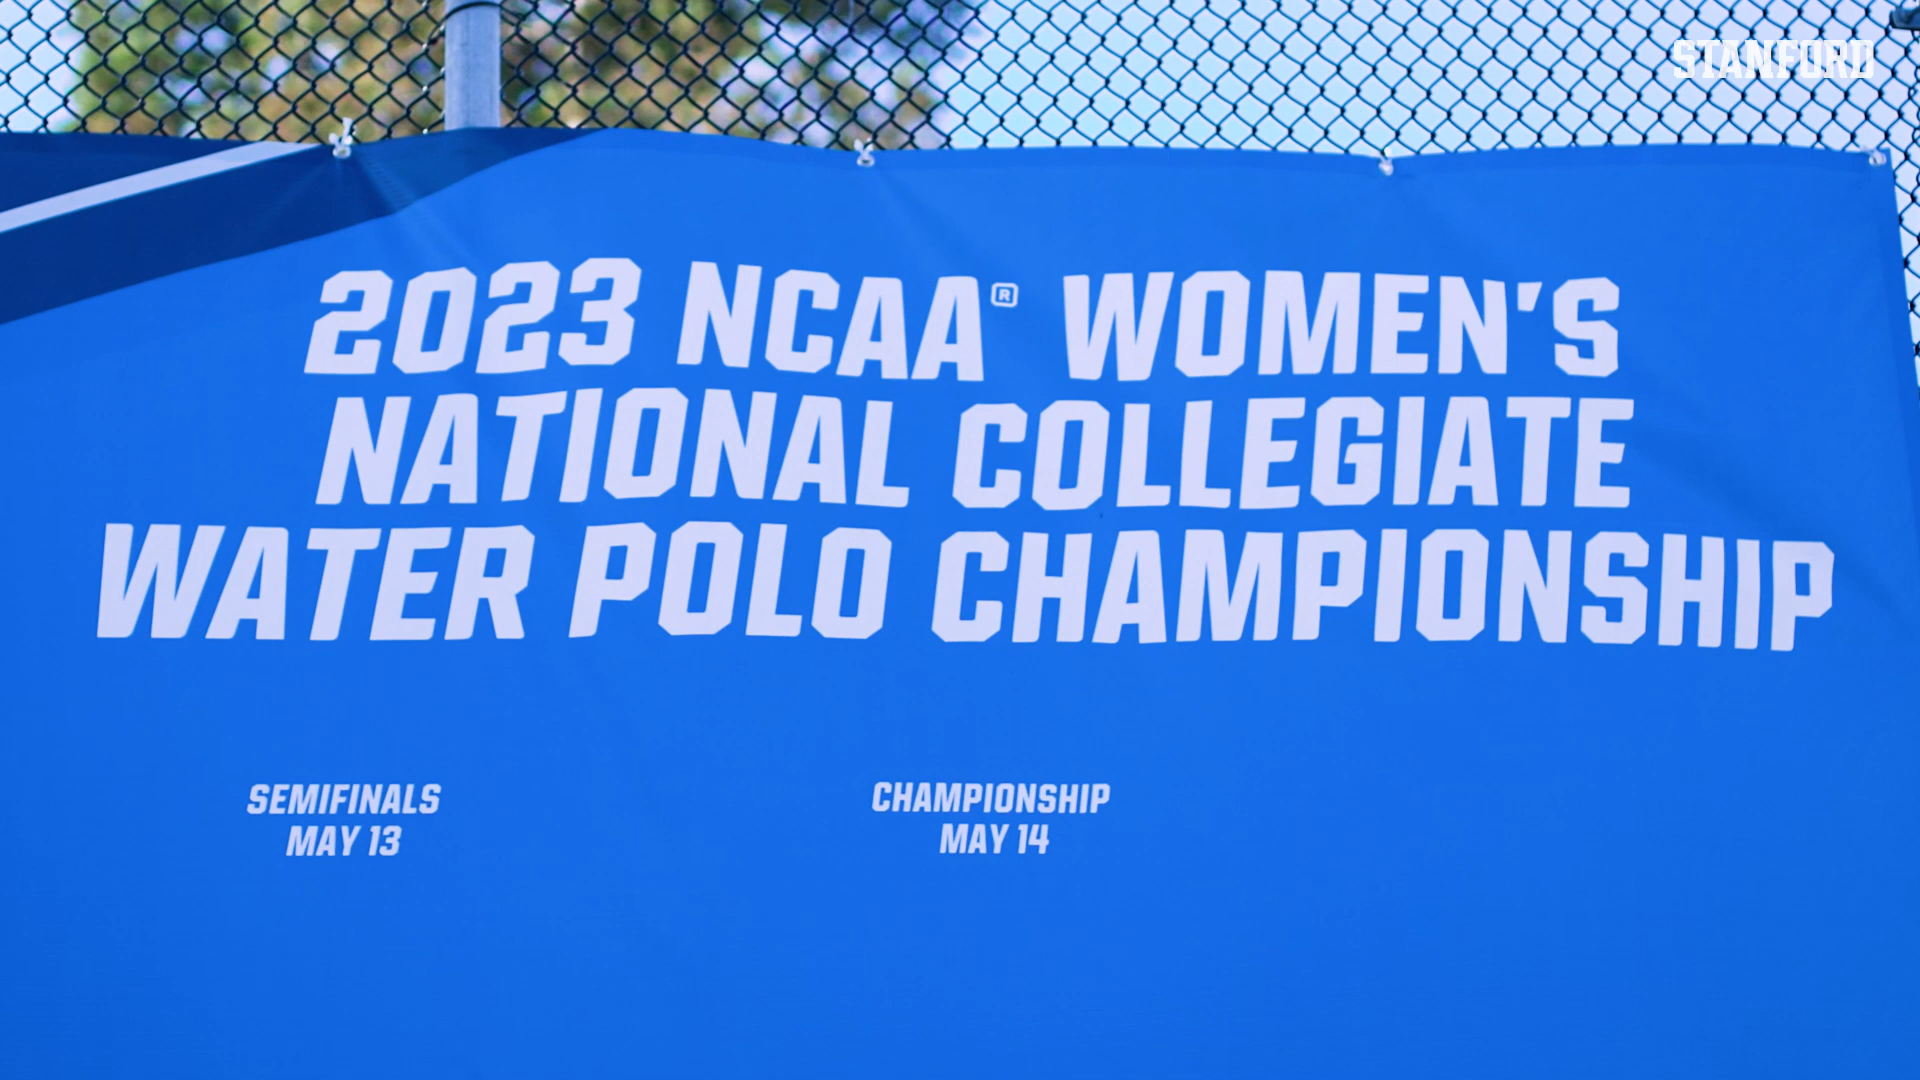 STANFORD
2023 NCAA® WOMEN'S
NATIONAL COLLEGIATE
WATER POLO CHAMPIONSHIP
SEMIFINALS
MAY 13
CHAMPIONSHIP
MAY 14